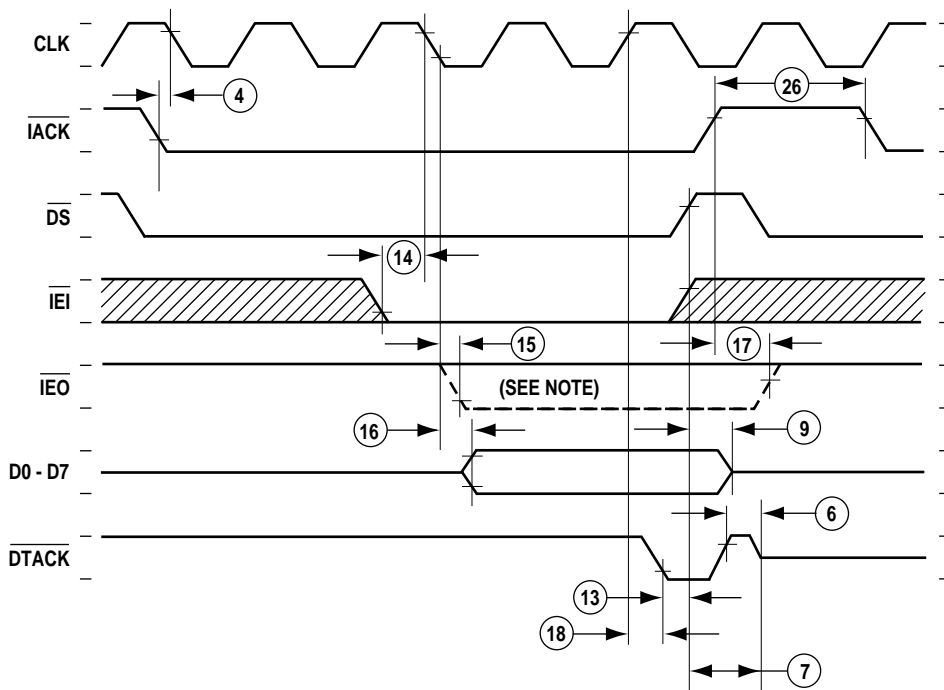 CLK
4
26
IACK
DS
14
IEI
15
17
IEO
(SEE NOTE)
16
9
D0 - D7
6
DTACK
13
18
7